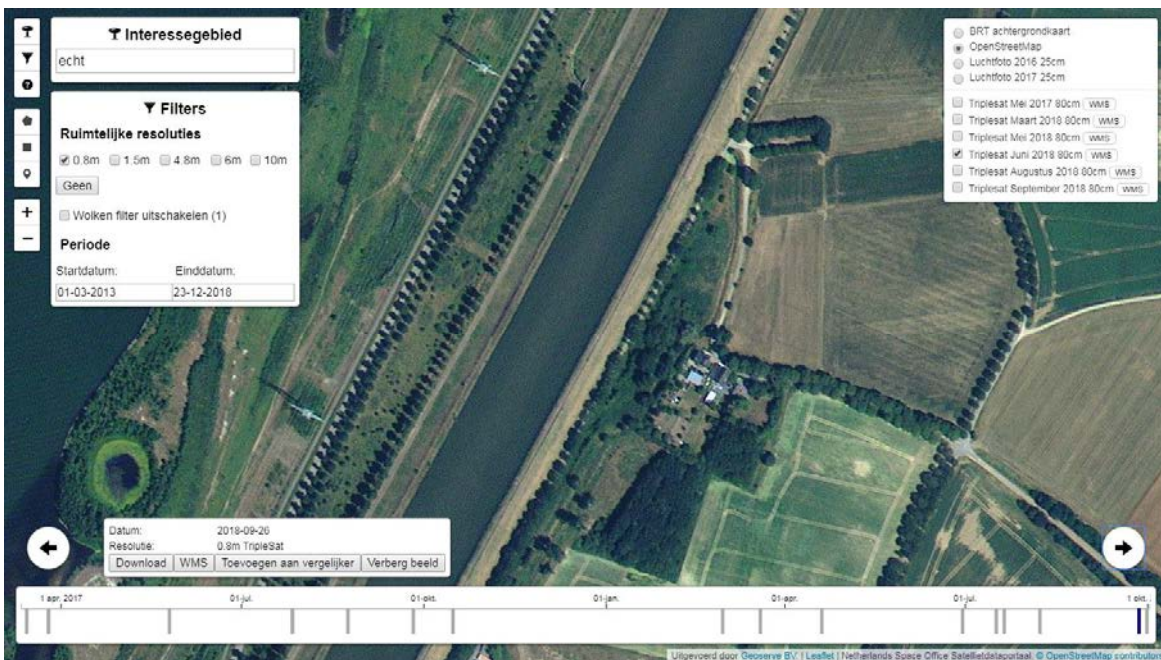 Interessegebied
echt
Filters
Ruimtelijke resoluties
0.8m 1.5m 4.8m 6m 10m
Geen
Wolken filter uitschakelen (1)
Periode
Startdatum: Einddatum:
01-03-2013 23-12-2018
+
−
BRT achtergrondkaart
OpenStreetMap
Luchtfoto 2016 25cm
Luchtfoto 2017 25cm
Triplesat Mei 2017 80cm WMS
Triplesat Maart 2018 80cm WMS
Triplesat Mei 2018 80cm WMS
Triplesat Juni 2018 80cm WMS
Triplesat Augustus 2018 80cm WMS
Triplesat September 2018 80cm WMS
Datum: 2018-09-26
Resolutie: 0.8m TripleSat
Download WMS Toevoegen aan vergelijker Verberg beeld
1 apr. 2017 01-jul. 01-okt. 01-jan. 01-apr. 01-jul. 1 okt.
Uitgevoerd door Geoserve BV. | Leaflet | Netherlands Space Office Satellietdataportaal, © OpenStreetMap contributors